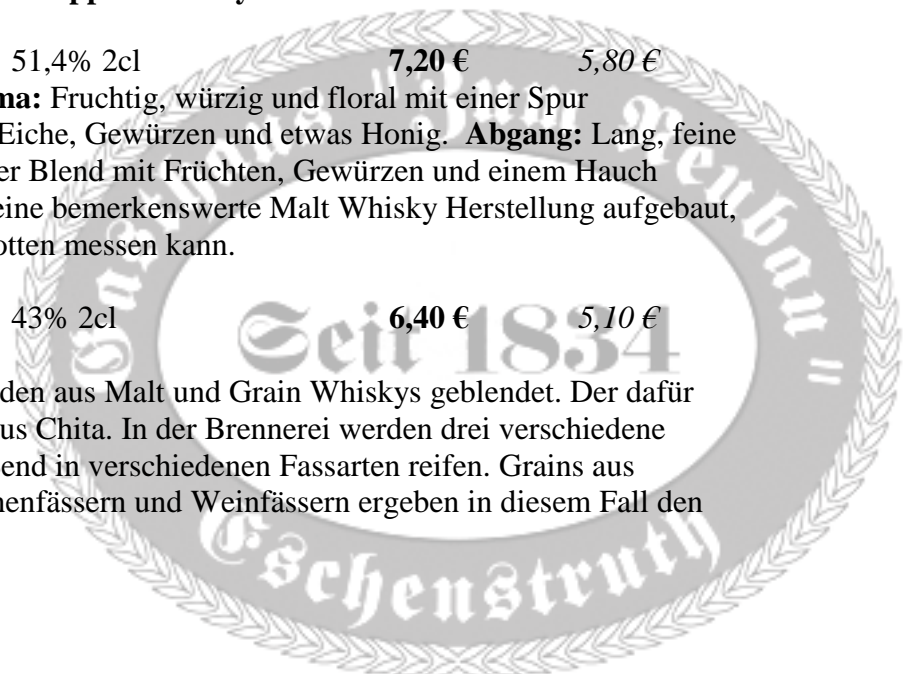 51,4% 2cl 7,20 € 5,80 €
ma: Fruchtig, würzig und floral mit einer Spur
Eiche, Gewürzen und etwas Honig. Abgang: Lang, feine
er Blend mit Früchten, Gewürzen und einem Hauch
eine bemerkenswerte Malt Whisky Herstellung aufgebaut,
otten messen kann.
43% 2cl 6,40 € 5,10 €
den aus Malt und Grain Whiskys geblendet. Der dafür
us Chita. In der Brennerei werden drei verschiedene
end in verschiedenen Fassarten reifen. Grains aus
nenfässern und Weinfässern ergeben in diesem Fall den
Gasthaus "Zum Neubau"
Seit 1834
Eschenstruth